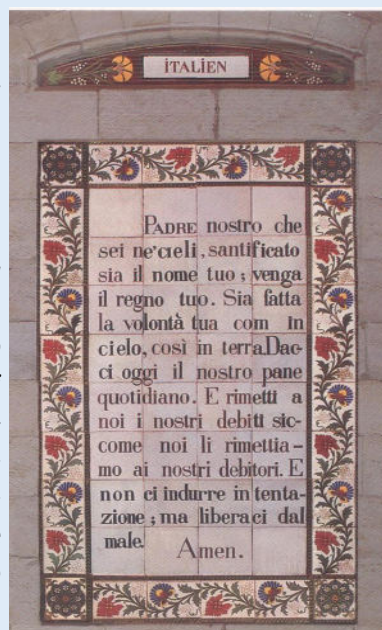 İTALIEN
PADRE nostro che
sei ne'cieli, santificato
sia il nome tuo; venga
il regno tuo. Sia fatta
la volontà tua com in
cielo, così in terra.Dac-
ci oggi il nostro pane
quotidiano. E rimetti a
noi i nostri debiti sic-
come noi li rimettia-
mo ai nostri debitori. E
non ci indurre in tenta-
zione; ma liberaci dal
male. Amen.